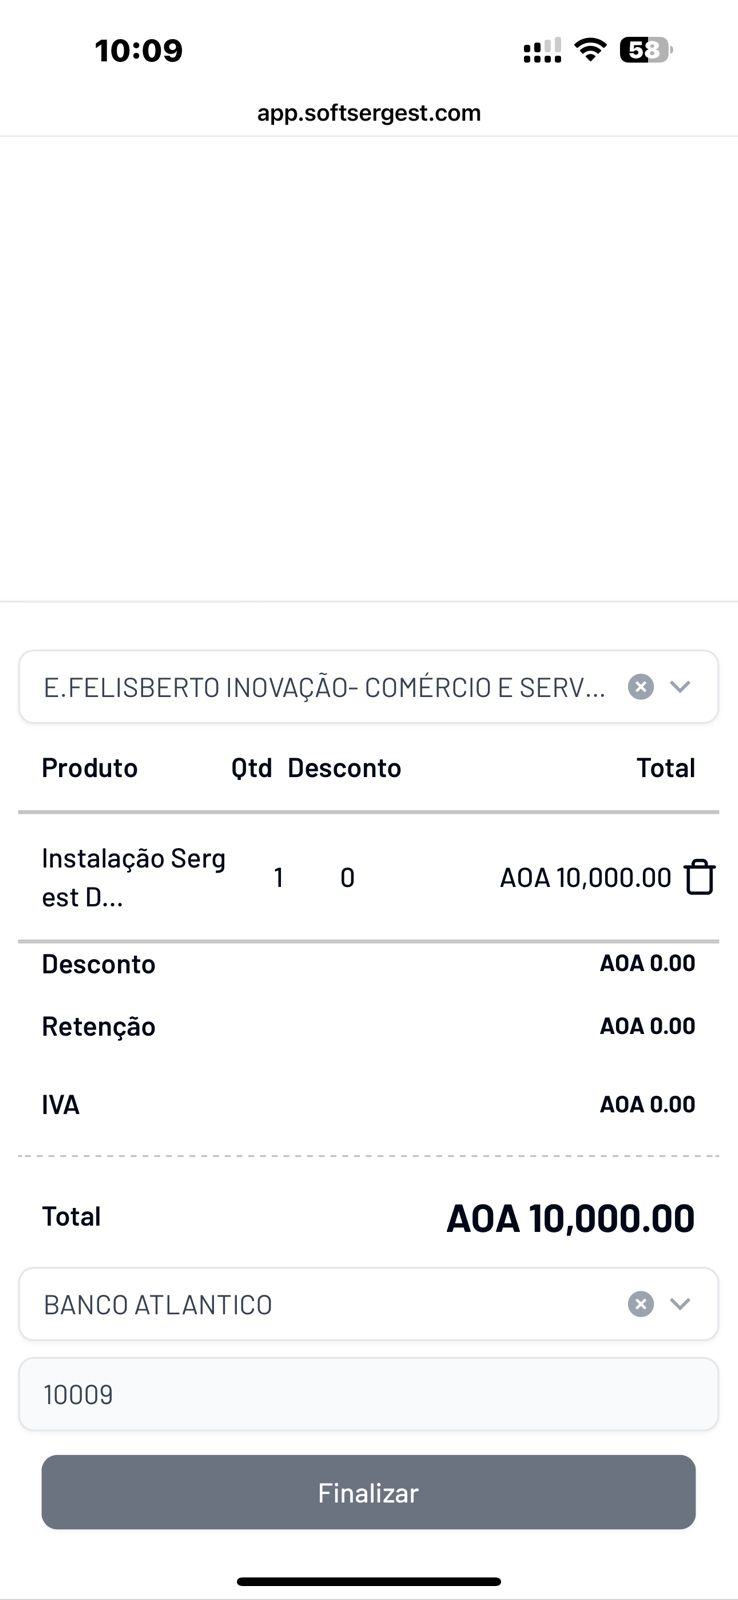 10:09
58
app.softsergest.com
E.FELISBERTO INOVAÇÃO- COMÉRCIO E SERV...
Produto Qtd Desconto Total
Instalação Serg
est D...
1 0 AOA 10,000.00
Desconto AOA 0.00
Retenção AOA 0.00
IVA AOA 0.00
Total AOA 10,000.00
BANCO ATLANTICO
10009
Finalizar